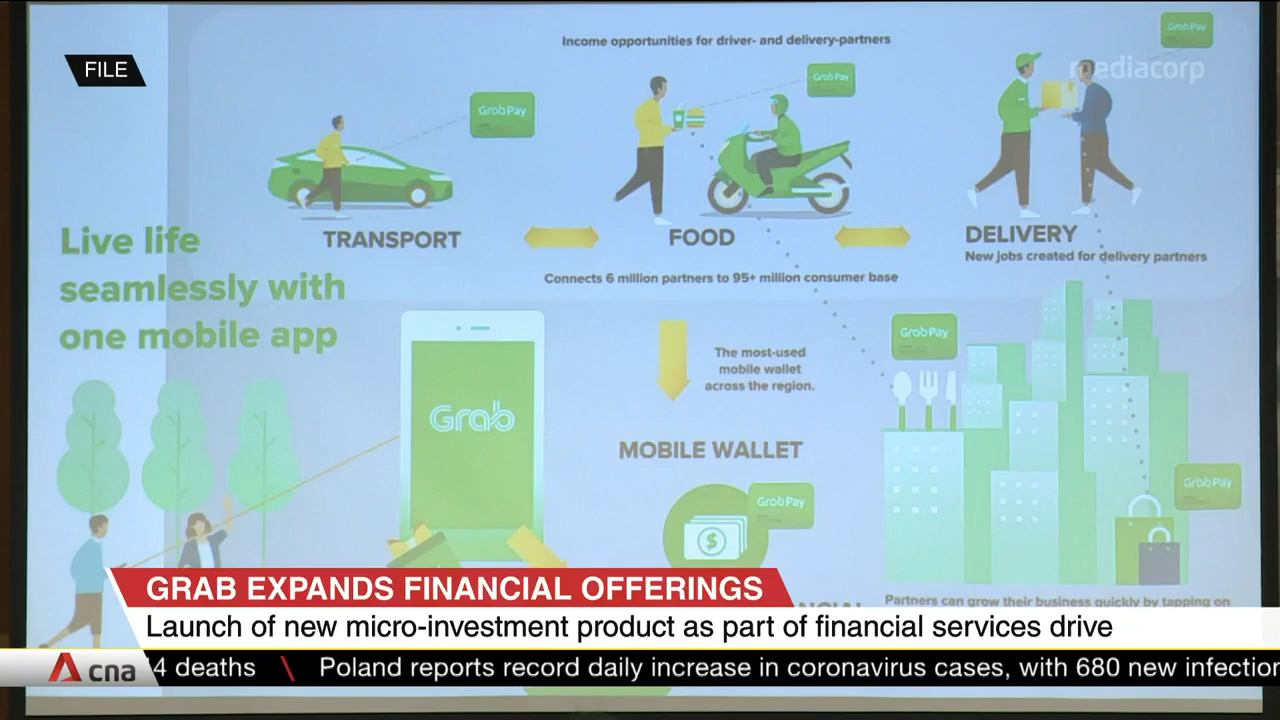 FILE
mediacorp
Income opportunities for driver- and delivery-partners
GrabPay
GrabPay
GrabPay
TRANSPORT
FOOD
DELIVERY
New jobs created for delivery partners
Connects 6 million partners to 95+ million consumer base
Live life
seamlessly with
one mobile app
Grab
The most-used
mobile wallet
across the region.
GrabPay
MOBILE WALLET
GrabPay
GrabPay
$
Partners can grow their business quickly by tapping on
GRAB EXPANDS FINANCIAL OFFERINGS
Launch of new micro-investment product as part of financial services drive
cna
4 deaths \ Poland reports record daily increase in coronavirus cases, with 680 new infection